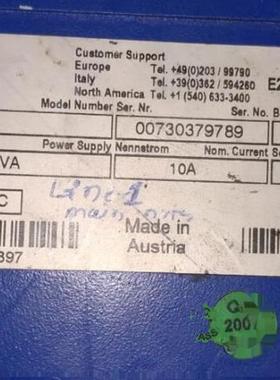 Customer Support
Europe Tel. +49(0)203 / 99790
Italy Tel. +39(0)362 / 594260
North America Tel. +1 (540) 633-3400
Model Number Ser. Nr. Ser. No. B
00730379789
Power Supply Nennstrom Nom. Current S
VA 10A
C
Line-1
main
Made in
Austria
397
Q
200
ASS